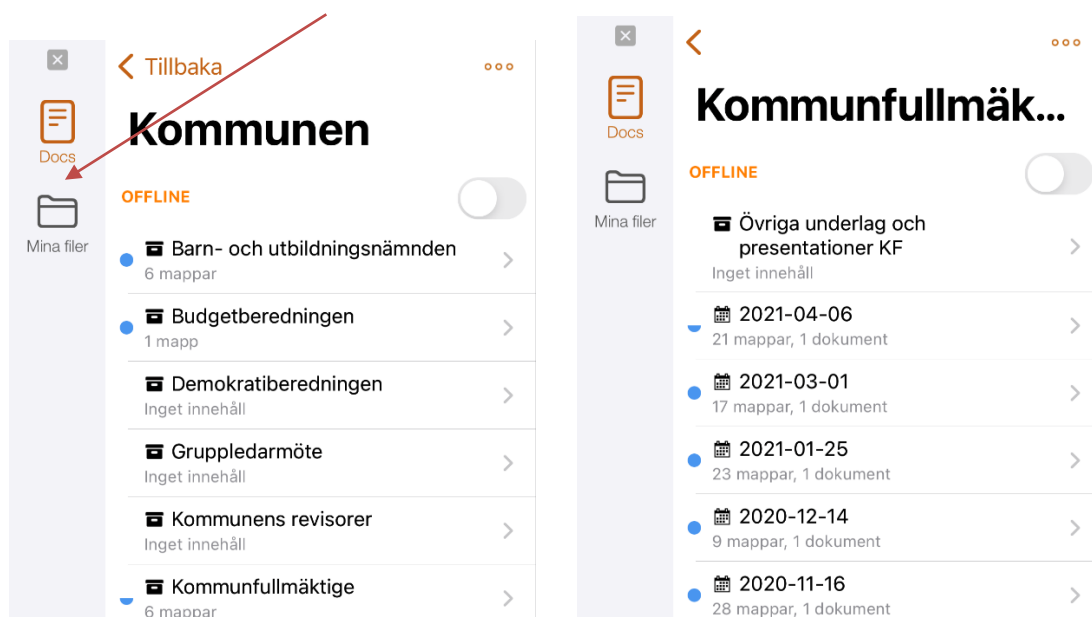 Tillbaka
Kommunen
Docs
Mina filer
OFFLINE
Barn- och utbildningsnämnden
6 mappar
Budgetberedningen
1 mapp
Demokratiberedningen
Inget innehåll
Gruppledarmöte
Inget innehåll
Kommunens revisorer
Inget innehåll
Kommunfullmäktige
6 mappar
Kommunfullmäk...
Docs
Mina filer
OFFLINE
Övriga underlag och
presentationer KF
Inget innehåll
2021-04-06
21 mappar, 1 dokument
2021-03-01
17 mappar, 1 dokument
2021-01-25
23 mappar, 1 dokument
2020-12-14
9 mappar, 1 dokument
2020-11-16
28 mappar, 1 dokument